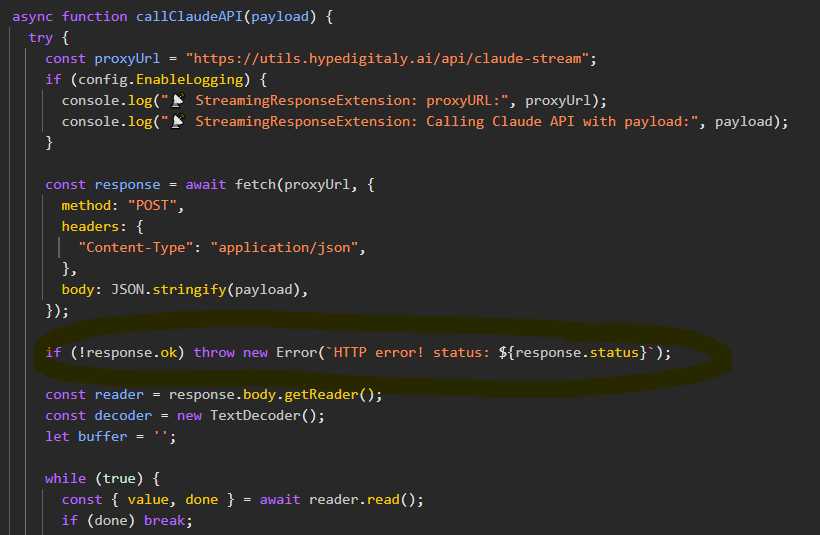 async function callClaudeAPI(payload) {
try {
const proxyUrl = "https://utils.hypedigitaly.ai/api/claude-stream";
if (config.EnableLogging) {
console.log("📡 StreamingResponseExtension: proxyURL:", proxyUrl);
console.log("📡 StreamingResponseExtension: Calling Claude API with payload:", payload);
}
const response = await fetch(proxyUrl, {
method: "POST",
headers: {
"Content-Type": "application/json",
},
body: JSON.stringify(payload),
});
if (!response.ok) throw new Error(`HTTP error! status: ${response.status}`);
const reader = response.body.getReader();
const decoder = new TextDecoder();
let buffer = '';
while (true) {
const { value, done } = await reader.read();
if (done) break;